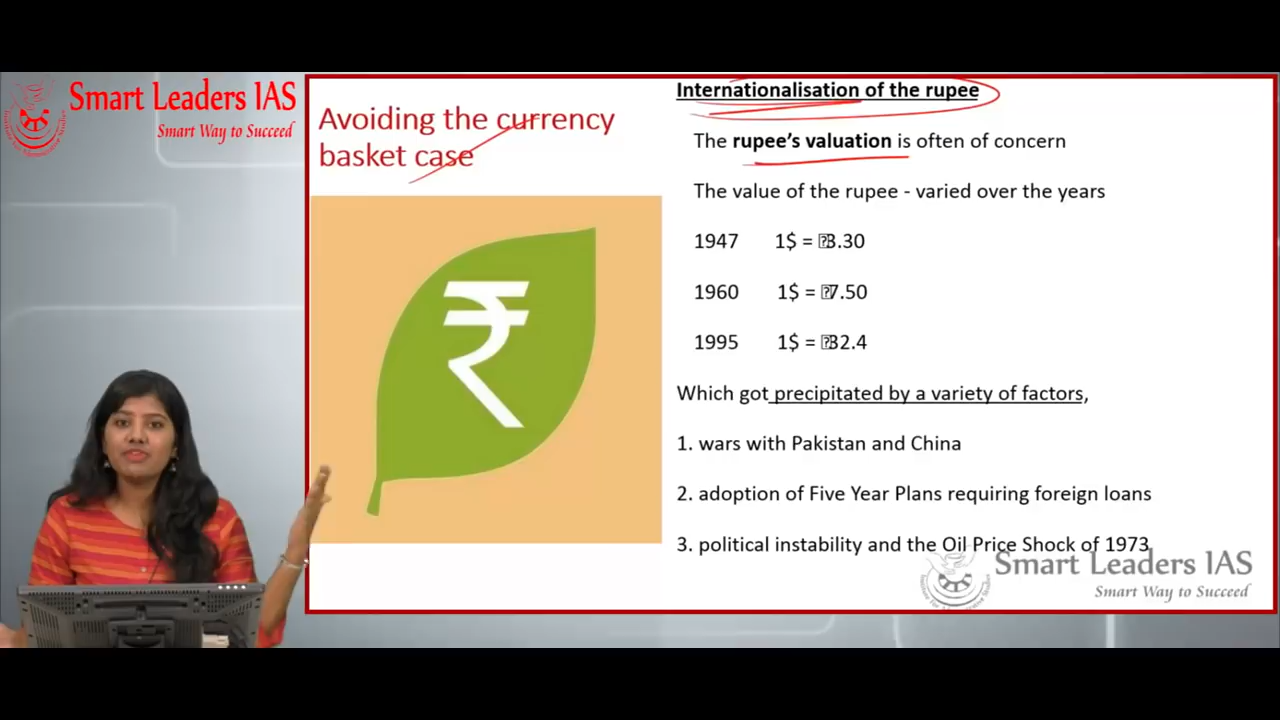 Smart Leaders IAS
Smart Way to Succeed
Avoiding the currency
basket case
₹
Internationalisation of the rupee
The rupee's valuation is often of concern
The value of the rupee - varied over the years
1947 1$ = 3.30
1960 1$ = 7.50
1995 1$ = 32.4
Which got precipitated by a variety of factors,
1. wars with Pakistan and China
2. adoption of Five Year Plans requiring foreign loans
3. political instability and the Oil Price Shock of 1973
Smart Leaders IAS
Smart Way to Succeed